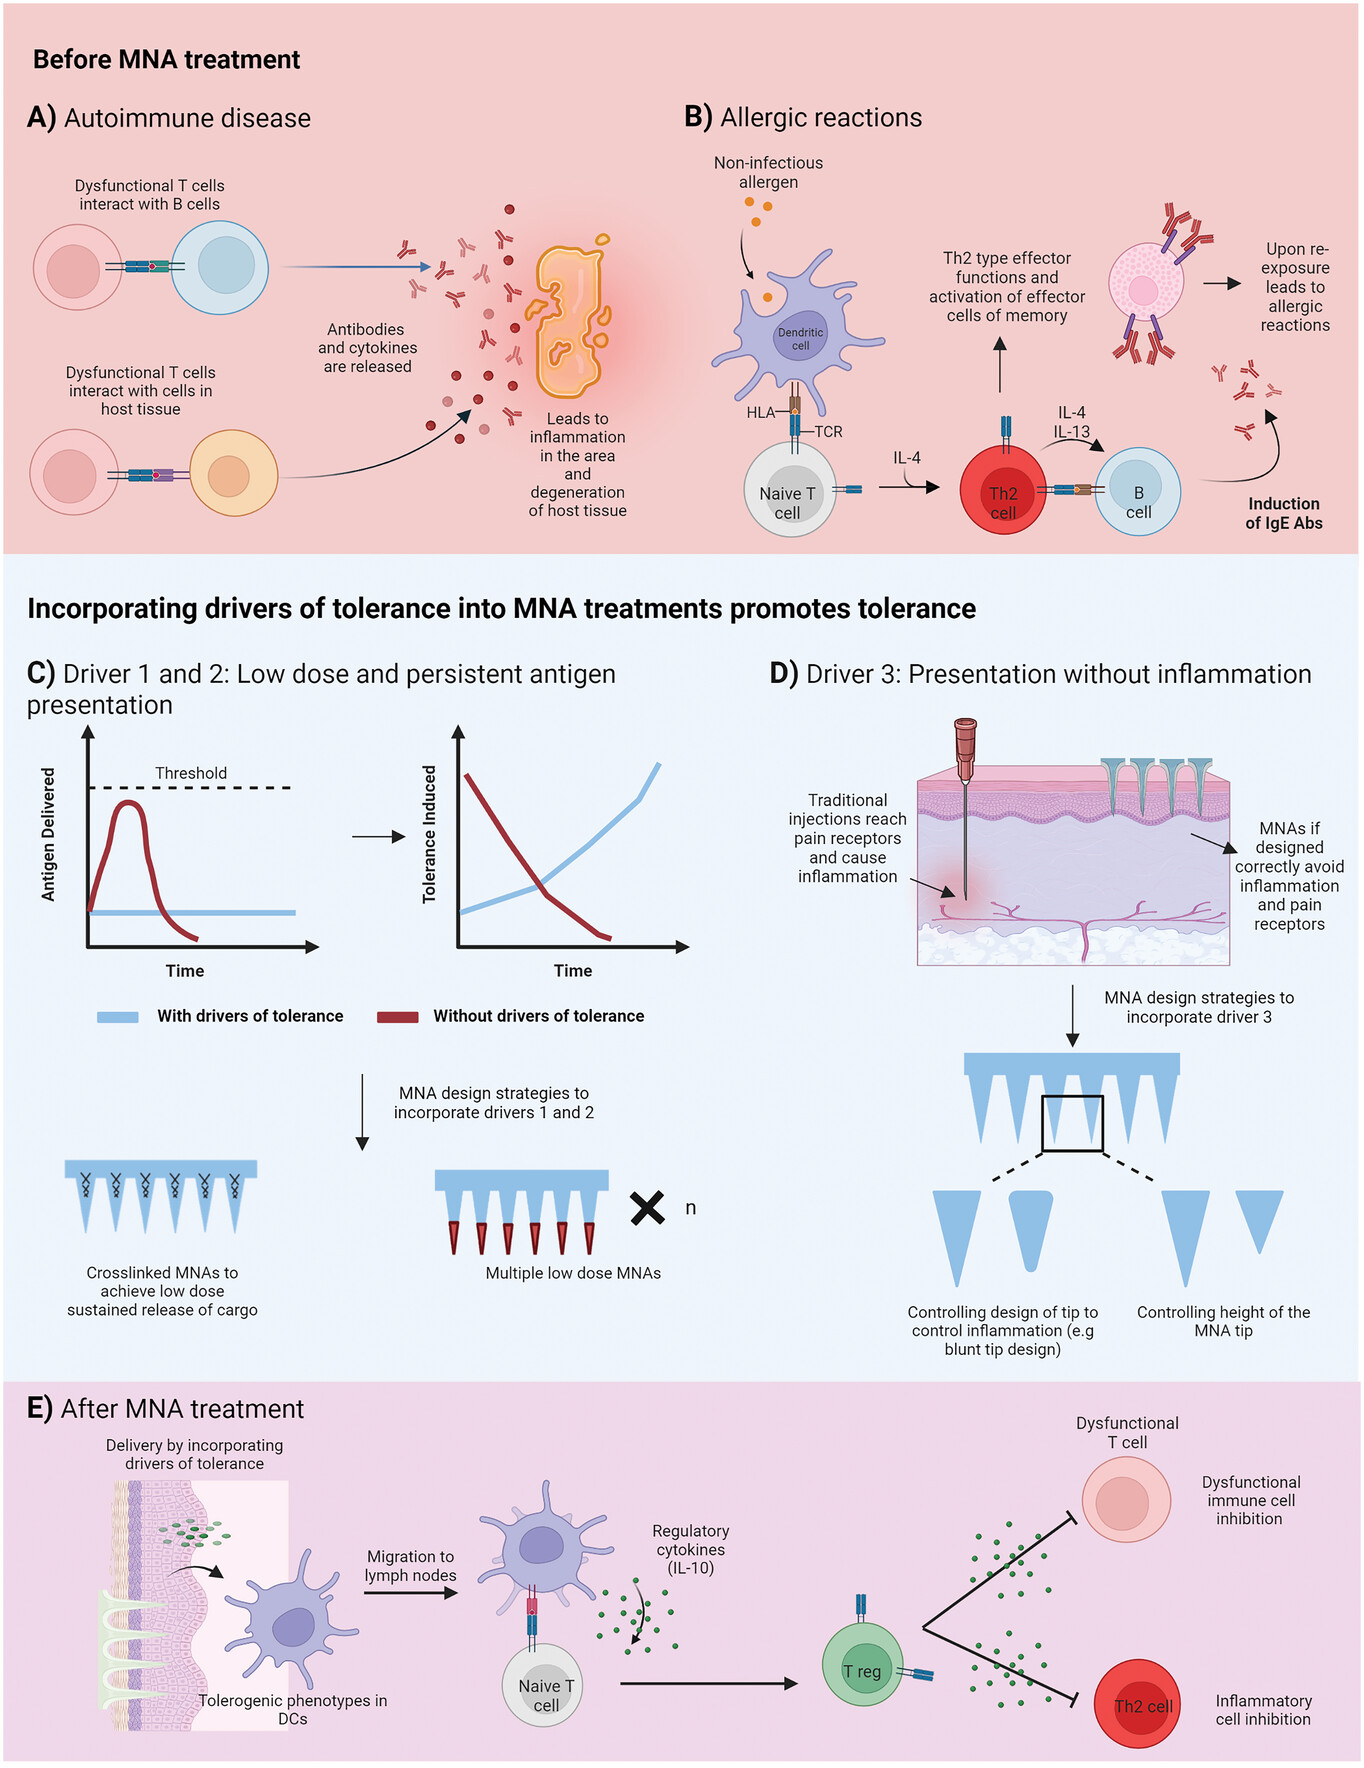 Before MNA treatment
A) Autoimmune disease
Dysfunctional T cells
interact with B cells
Antibodies
and cytokines
are released
Dysfunctional T cells
interact with cells in
host tissue
Leads to
inflammation
in the area
and
degeneration
of host tissue
B) Allergic reactions
Non-infectious
allergen
Dendritic
cell
HLA
TCR
Naive T
cell
IL-4
Th2 type effector
functions and
activation of effector
cells of memory
Th2
cell
IL-4
IL-13
B
cell
Induction
of IgE Abs
Upon re-
exposure
leads to
allergic
reactions
Incorporating drivers of tolerance into MNA treatments promotes tolerance
C) Driver 1 and 2: Low dose and persistent antigen
presentation
Antigen Delivered
Threshold
Time
Tolerance Induced
Time
With drivers of tolerance
Without drivers of tolerance
MNA design strategies to
incorporate drivers 1 and 2
Crosslinked MNAs to
achieve low dose
sustained release of cargo
n
Multiple low dose MNAs
D) Driver 3: Presentation without inflammation
Traditional
injections reach
pain receptors
and cause
inflammation
MNAs if
designed
correctly avoid
inflammation
and pain
receptors
MNA design strategies to
incorporate driver 3
Controlling design of tip to
control inflammation (e.g
blunt tip design)
Controlling height of the
MNA tip
E) After MNA treatment
Delivery by incorporating
drivers of tolerance
Tolerogenic phenotypes in
DCs
Migration to
lymph nodes
Regulatory
cytokines
(IL-10)
Naive T
cell
T reg
Dysfunctional
T cell
Dysfunctional
immune cell
inhibition
Th2 cell
Inflammatory
cell inhibition